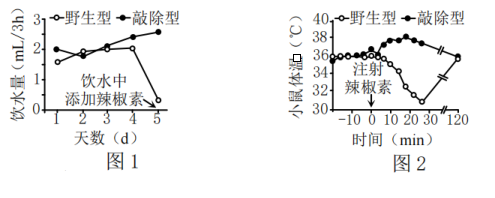 野生型 敲除型
饮水量(mL/3h)
3
2
1
0
饮水中
添加辣椒素
1 2 3 4 5
天数(d)
图1
野生型 敲除型
小鼠体温(℃)
40
38
36
34
32
30
注射
辣椒素
-10 0 10 20 30 120
时间(min)
图2